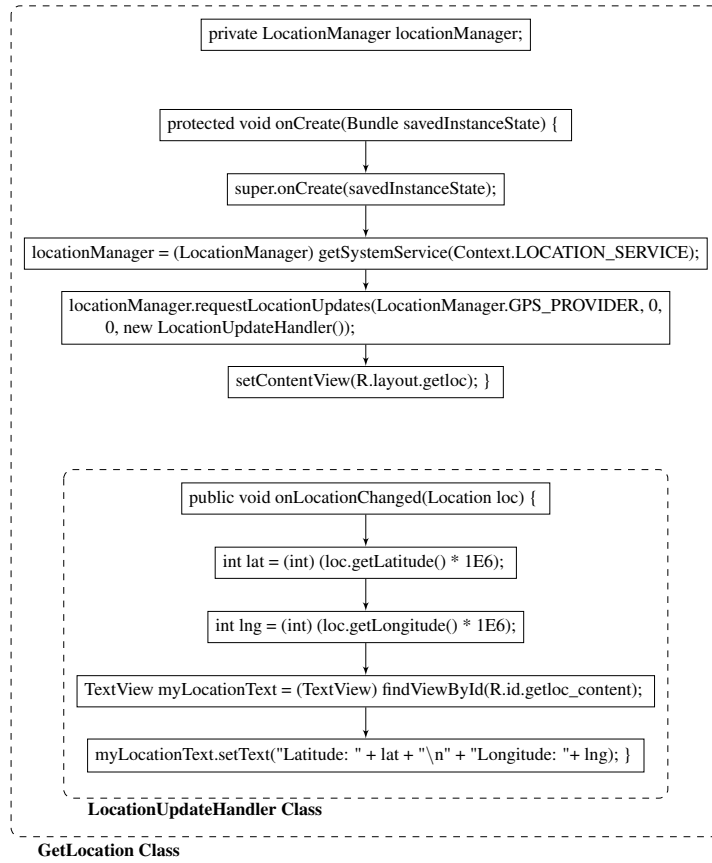 private LocationManager locationManager;
protected void onCreate(Bundle savedInstanceState) {
super.onCreate(savedInstanceState);
locationManager = (LocationManager) getSystemService(Context.LOCATION_SERVICE);
locationManager.requestLocationUpdates(LocationManager.GPS_PROVIDER, 0,
0, new LocationUpdateHandler());
setContentView(R.layout.getloc); }
public void onLocationChanged(Location loc) {
int lat = (int) (loc.getLatitude() * 1E6);
int lng = (int) (loc.getLongitude() * 1E6);
TextView myLocationText = (TextView) findViewById(R.id.getloc_content);
myLocationText.setText("Latitude: " + lat + "\n" + "Longitude: "+ lng); }
LocationUpdateHandler Class
GetLocation Class